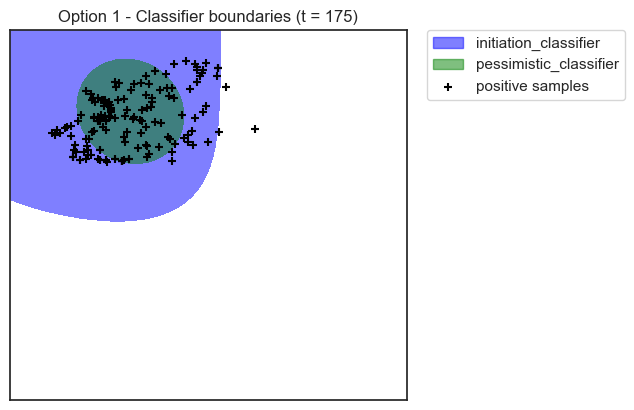 Option 1 - Classifier boundaries (t = 175)
initiation_classifier
pessimistic_classifier
positive samples